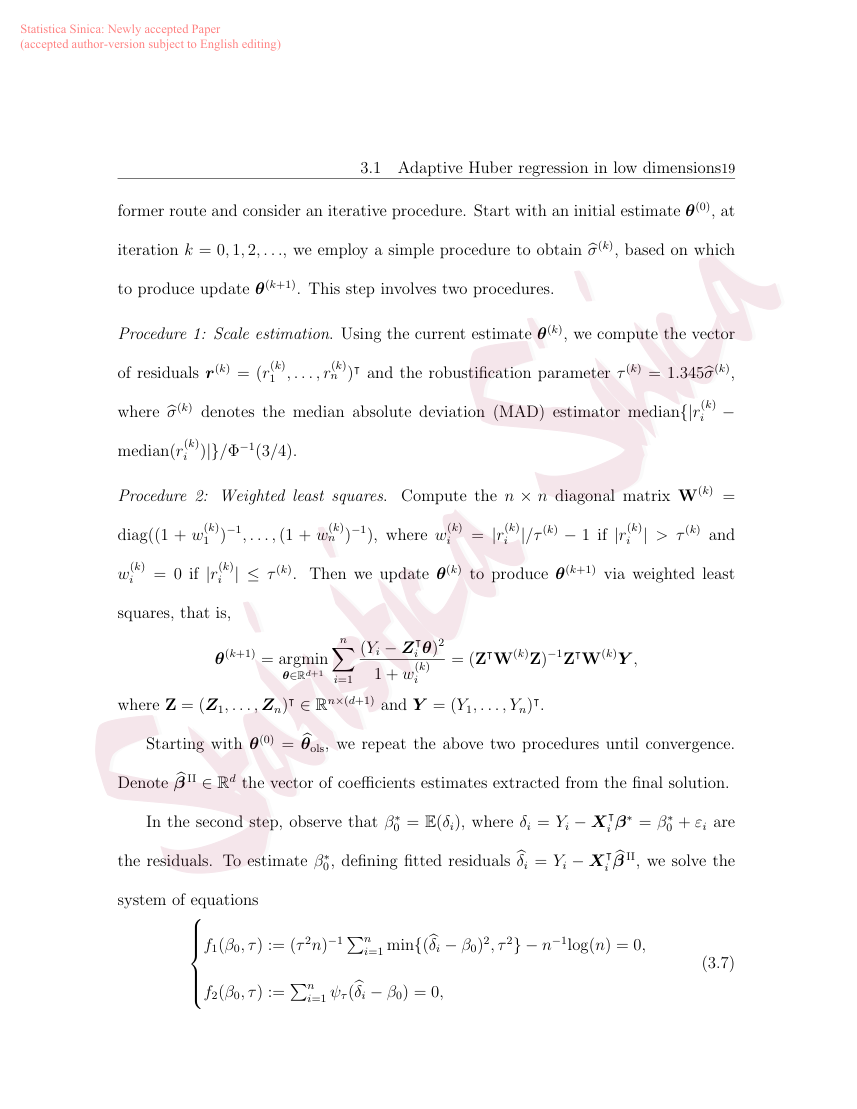 Statistica Sinica: Newly accepted Paper
(accepted author-version subject to English editing)
3.1 Adaptive Huber regression in low dimensions19
former route and consider an iterative procedure. Start with an initial estimate 𝜽^{(0)}, at
iteration k = 0, 1, 2, . . ., we employ a simple procedure to obtain σ̂^{(k)}, based on which
to produce update 𝜽^{(k+1)}. This step involves two procedures.
Procedure 1: Scale estimation. Using the current estimate 𝜽^{(k)}, we compute the vector
of residuals 𝒓^{(k)} = (r_1^{(k)}, . . . , r_n^{(k)})^⊺ and the robustification parameter τ^{(k)} = 1.345σ̂^{(k)},
where σ̂^{(k)} denotes the median absolute deviation (MAD) estimator median{|r_i^{(k)} −
median(r_i^{(k)})|}/Φ^{−1}(3/4).
Procedure 2: Weighted least squares. Compute the n × n diagonal matrix 𝐖^{(k)} =
diag((1 + w_1^{(k)})^{−1}, . . . , (1 + w_n^{(k)})^{−1}), where w_i^{(k)} = |r_i^{(k)}|/τ^{(k)} − 1 if |r_i^{(k)}| > τ^{(k)} and
w_i^{(k)} = 0 if |r_i^{(k)}| ≤ τ^{(k)}. Then we update 𝜽^{(k)} to produce 𝜽^{(k+1)} via weighted least
squares, that is,
𝜽^{(k+1)} = argmin_{𝜽∈ℝ^{d+1}} ∑_{i=1}^{n} (Y_i − 𝒁_i^⊺𝜽)^2 / (1 + w_i^{(k)}) = (𝐙^⊺𝐖^{(k)}𝐙)^{−1}𝐙^⊺𝐖^{(k)}𝒀,
where 𝐙 = (𝒁_1, . . . , 𝒁_n)^⊺ ∈ ℝ^{n×(d+1)} and 𝒀 = (Y_1, . . . , Y_n)^⊺.
Starting with 𝜽^{(0)} = 𝜽̂_{ols}, we repeat the above two procedures until convergence.
Denote 𝜷̂^{II} ∈ ℝ^d the vector of coefficients estimates extracted from the final solution.
In the second step, observe that β_0^* = 𝔼(δ_i), where δ_i = Y_i − 𝑿_i^⊺𝜷^* = β_0^* + ε_i are
the residuals. To estimate β_0^*, defining fitted residuals δ̂_i = Y_i − 𝑿_i^⊺𝜷̂^{II}, we solve the
system of equations
f_1(β_0, τ) := (τ^2n)^{−1} ∑_{i=1}^{n} min{(δ̂_i − β_0)^2, τ^2} − n^{−1}log(n) = 0,
(3.7)
f_2(β_0, τ) := ∑_{i=1}^{n} ψ_τ(δ̂_i − β_0) = 0,
Statistica Sinica